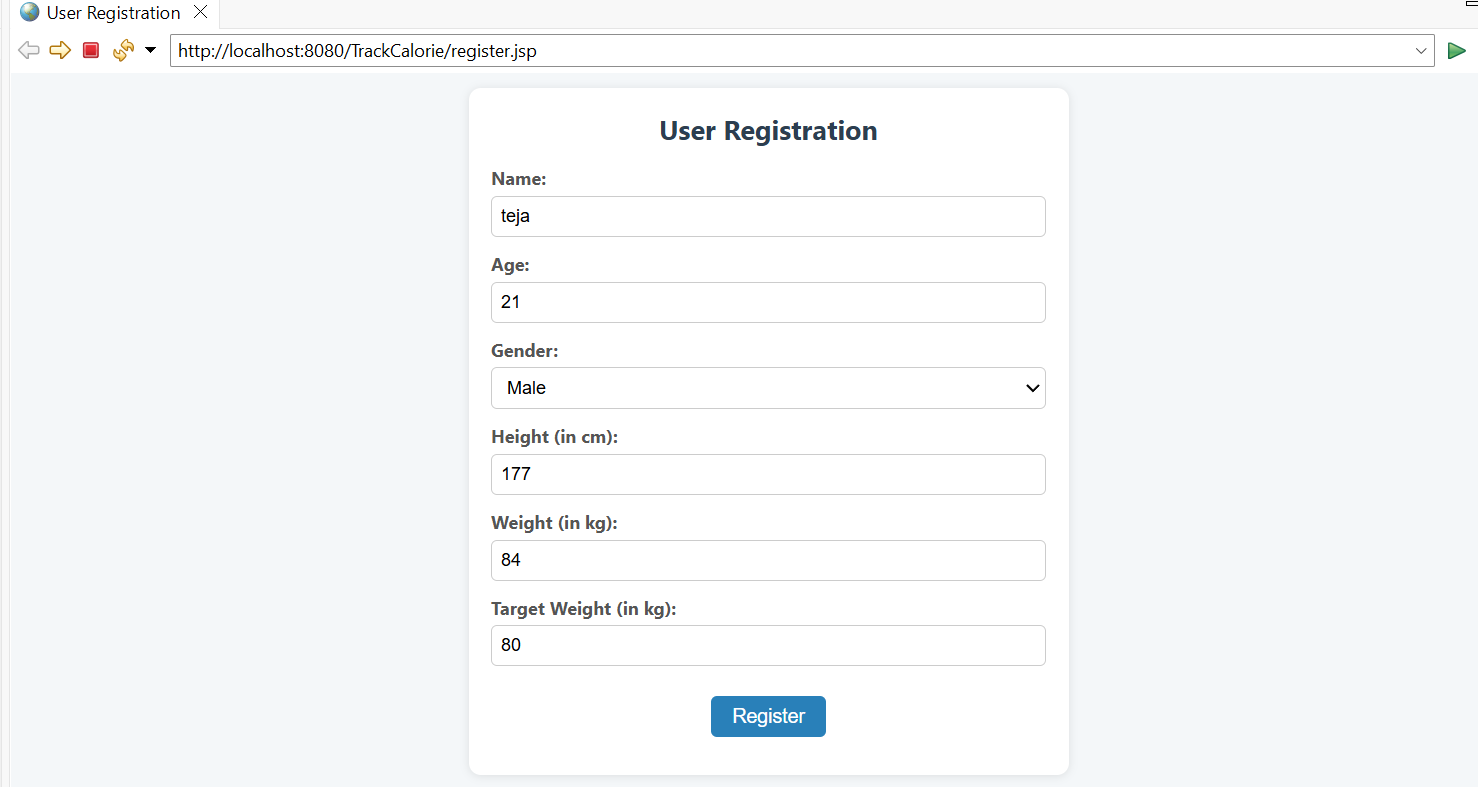 User Registration
http://localhost:8080/TrackCalorie/register.jsp
User Registration
Name:
teja
Age:
21
Gender:
Male
Height (in cm):
177
Weight (in kg):
84
Target Weight (in kg):
80
Register